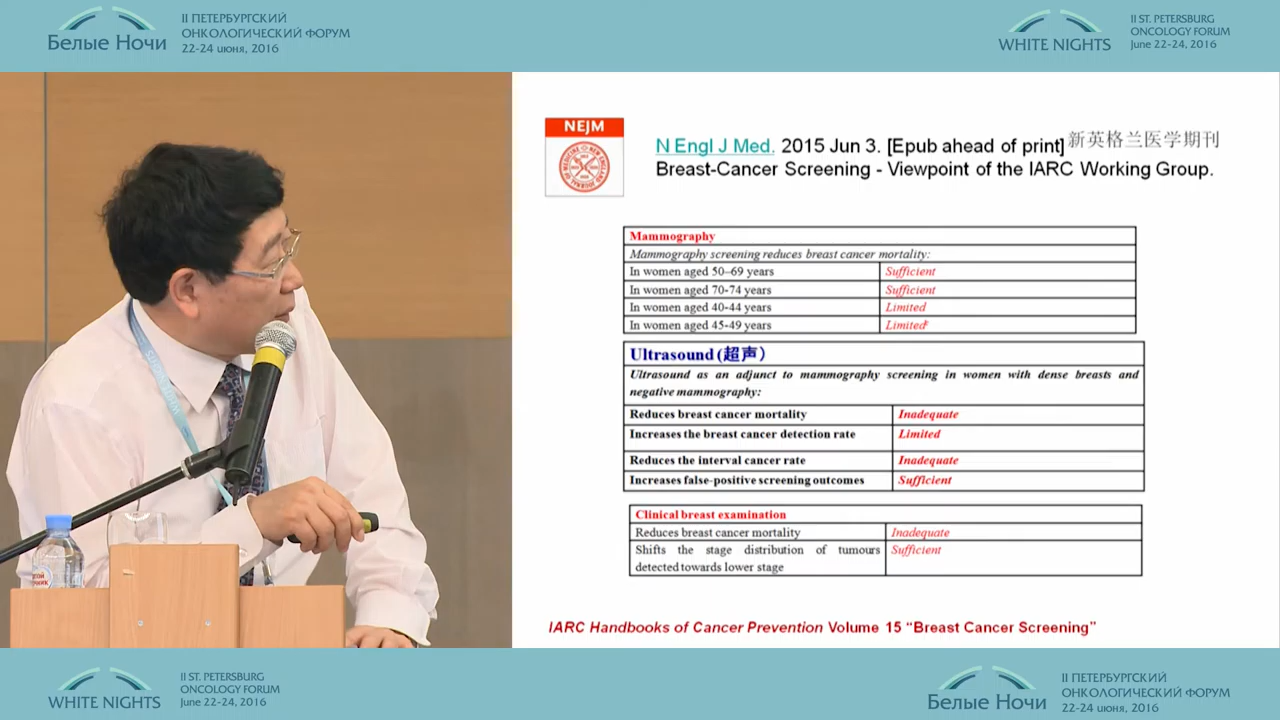 Белые Ночи
II ПЕТЕРБУРГСКИЙ
ОНКОЛОГИЧЕСКИЙ ФОРУМ
22-24 июня, 2016
WHITE NIGHTS
II ST. PETERSBURG
ONCOLOGY FORUM
June 22-24, 2016
NEJM
N Engl J Med. 2015 Jun 3. [Epub ahead of print] 新英格兰医学期刊
Breast-Cancer Screening - Viewpoint of the IARC Working Group.
Mammography
Mammography screening reduces breast cancer mortality:
In women aged 50–69 years Sufficient
In women aged 70-74 years Sufficient
In women aged 40-44 years Limited
In women aged 45-49 years Limited
Ultrasound (超声)
Ultrasound as an adjunct to mammography screening in women with dense breasts and
negative mammography:
Reduces breast cancer mortality Inadequate
Increases the breast cancer detection rate Limited
Reduces the interval cancer rate Inadequate
Increases false-positive screening outcomes Sufficient
Clinical breast examination
Reduces breast cancer mortality Inadequate
Shifts the stage distribution of tumours Sufficient
detected towards lower stage
IARC Handbooks of Cancer Prevention Volume 15 “Breast Cancer Screening”
WHITE NIGHTS
II ST. PETERSBURG
ONCOLOGY FORUM
June 22-24, 2016
Белые Ночи
II ПЕТЕРБУРГСКИЙ
ОНКОЛОГИЧЕСКИЙ ФОРУМ
22-24 июня, 2016